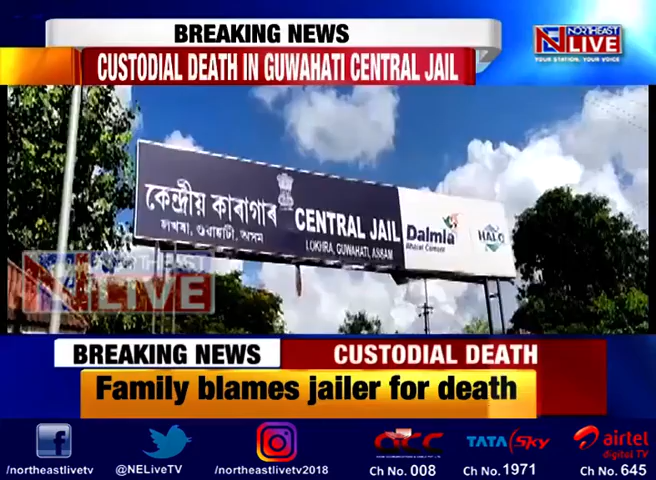 BREAKING NEWS
CUSTODIAL DEATH IN GUWAHATI CENTRAL JAIL
NORTHEAST
LIVE
YOUR STATION, YOUR VOICE
কেন্দ্ৰীয় কাৰাগাৰ
লখৰা, গুৱাহাটী, অসম
CENTRAL JAIL
LOKHRA, GUWAHATI, ASSAM
Dalmia
Bharat Cement
HALO
NORTHEAST
LIVE
BREAKING NEWS
CUSTODIAL DEATH
Family blames jailer for death
/northeastlivetv
@NELiveTV
/northeastlivetv2018
Ch No. 008
TATA sky
Ch No. 1971
airtel
digital TV
Ch No. 645